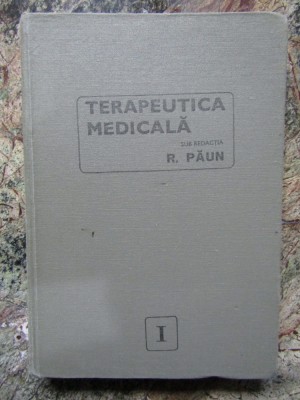 TERAPEUTICA
MEDICALĂ
SUB REDACȚIA
R. PĂUN
I